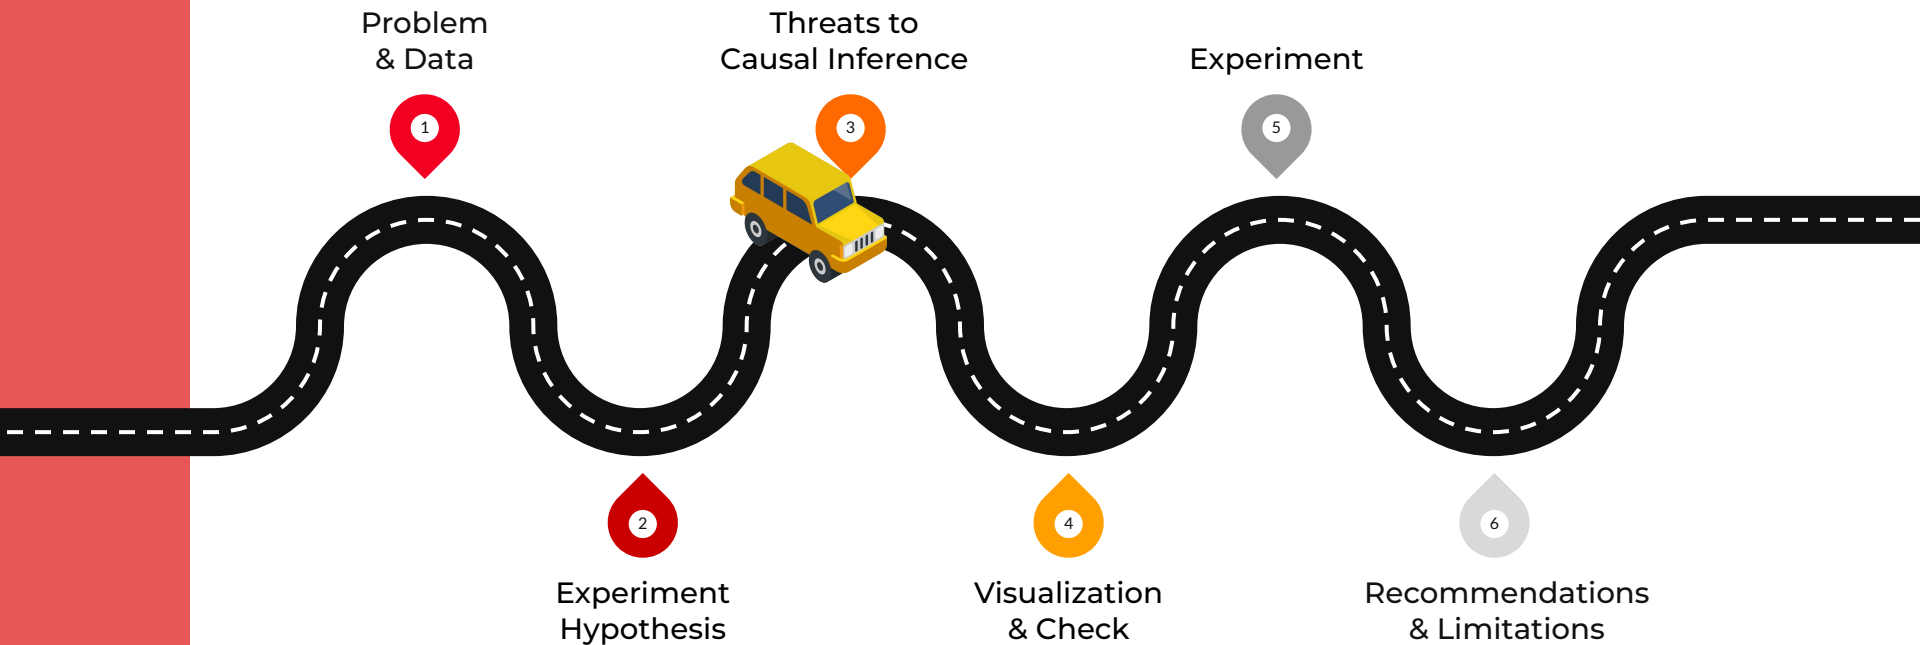 Problem
& Data
1
Experiment
Hypothesis
2
Threats to
Causal Inference
3
Visualization
& Check
4
Experiment
5
Recommendations
& Limitations
6